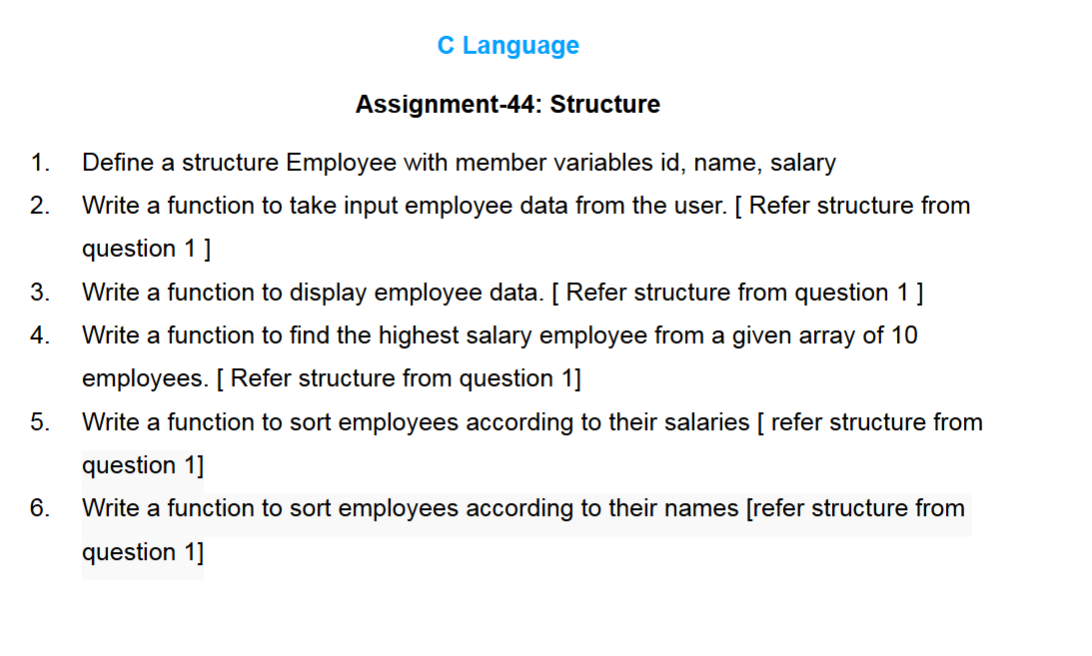 C Language
Assignment-44: Structure
1. Define a structure Employee with member variables id, name, salary
2. Write a function to take input employee data from the user. [ Refer structure from
question 1 ]
3. Write a function to display employee data. [ Refer structure from question 1 ]
4. Write a function to find the highest salary employee from a given array of 10
employees. [ Refer structure from question 1]
5. Write a function to sort employees according to their salaries [ refer structure from
question 1]
6. Write a function to sort employees according to their names [refer structure from
question 1]